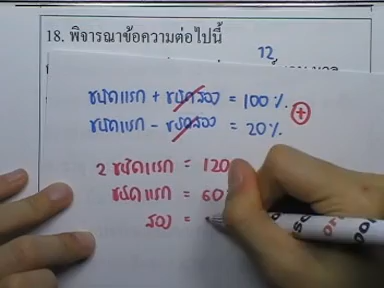 18. พิจารณาข้อความต่อไปนี้
12
ชนิดแรก + ชนิดสอง = 100%
ชนิดแรก - ชนิดสอง = 20%
+
2 ชนิดแรก = 120
ชนิดแรก = 60
สอง =